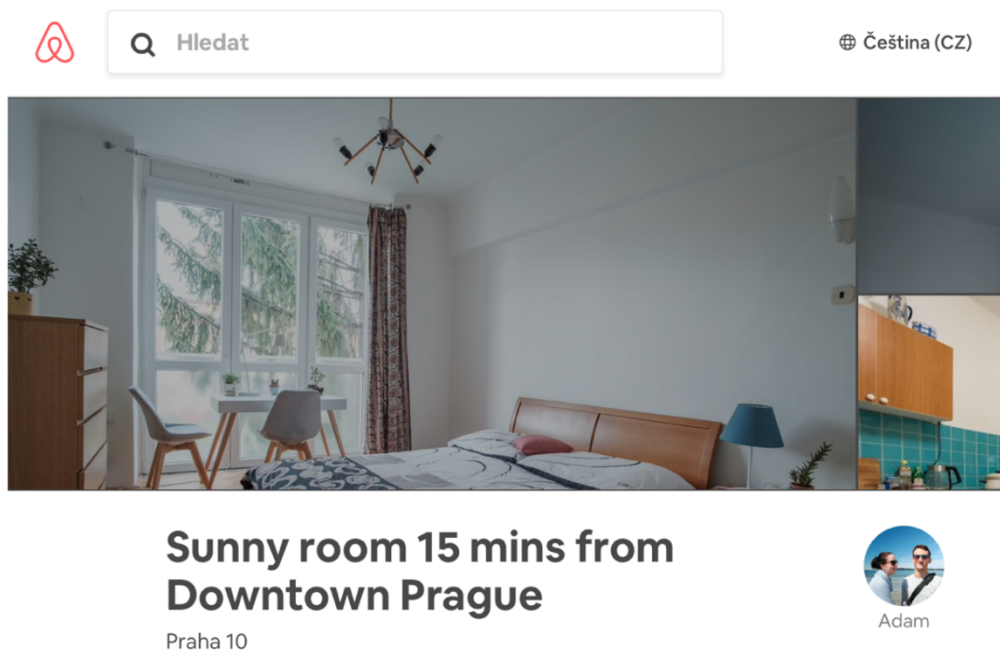 Hledat
Čeština (CZ)
Sunny room 15 mins from
Downtown Prague
Adam
Praha 10